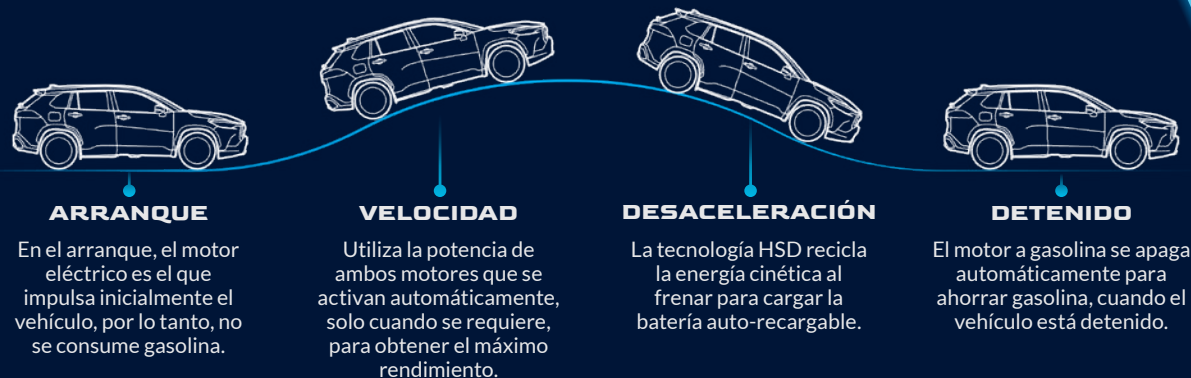 ARRANQUE
En el arranque, el motor
eléctrico es el que
impulsa inicialmente el
vehículo, por lo tanto, no
se consume gasolina.
VELOCIDAD
Utiliza la potencia de
ambos motores que se
activan automáticamente,
solo cuando se requiere,
para obtener el máximo
rendimiento.
DESACELERACIÓN
La tecnología HSD recicla
la energía cinética al
frenar para cargar la
batería auto-recargable.
DETENIDO
El motor a gasolina se apaga
automáticamente para
ahorrar gasolina, cuando el
vehículo está detenido.